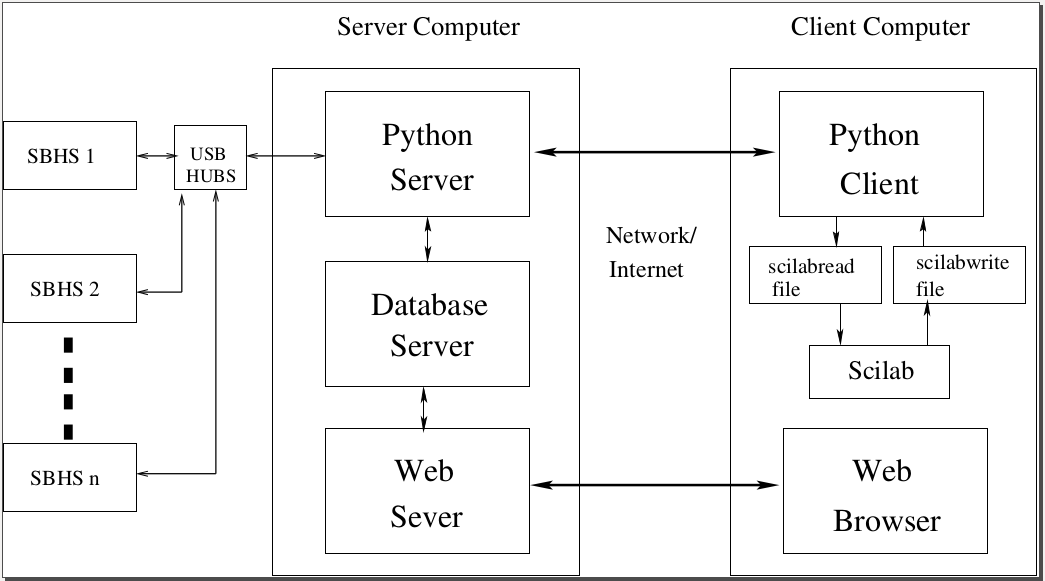 Server Computer
Client Computer
SBHS 1
USB
HUBS
Python
Server
Python
Client
Network/
Internet
scilabread
file
scilabwrite
file
SBHS 2
Database
Server
Scilab
SBHS n
Web
Sever
Web
Browser